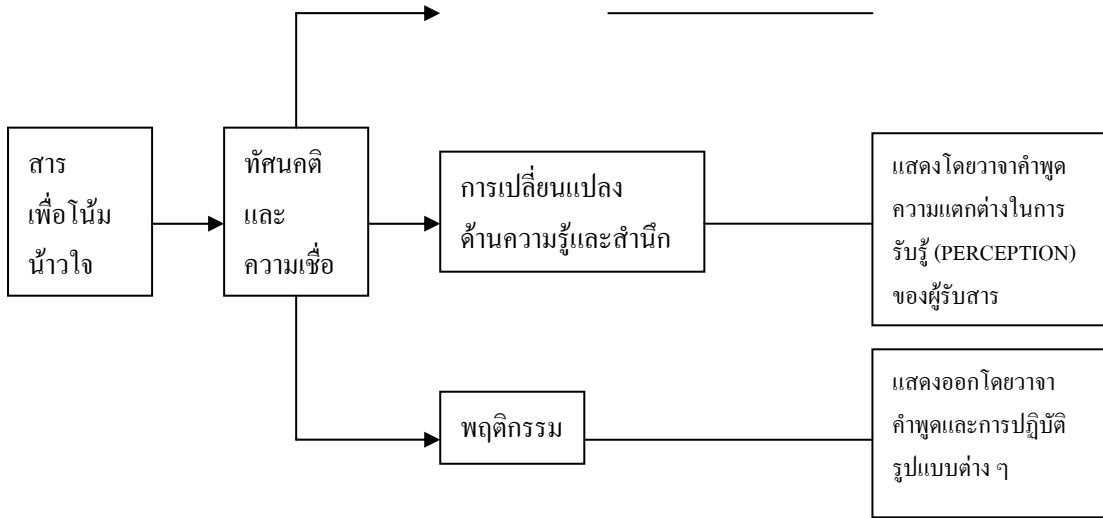 สาร
เพื่อโน้ม
น้าวใจ
ทัศนคติ
และ
ความเชื่อ
การเปลี่ยนแปลง
ด้านความรู้และสำนึก
แสดงโดยวาจาคำพูด
ความแตกต่างในการ
รับรู้ (PERCEPTION)
ของผู้รับสาร
พฤติกรรม
แสดงออกโดยวาจา
คำพูดและการปฏิบัติ
รูปแบบต่าง ๆ